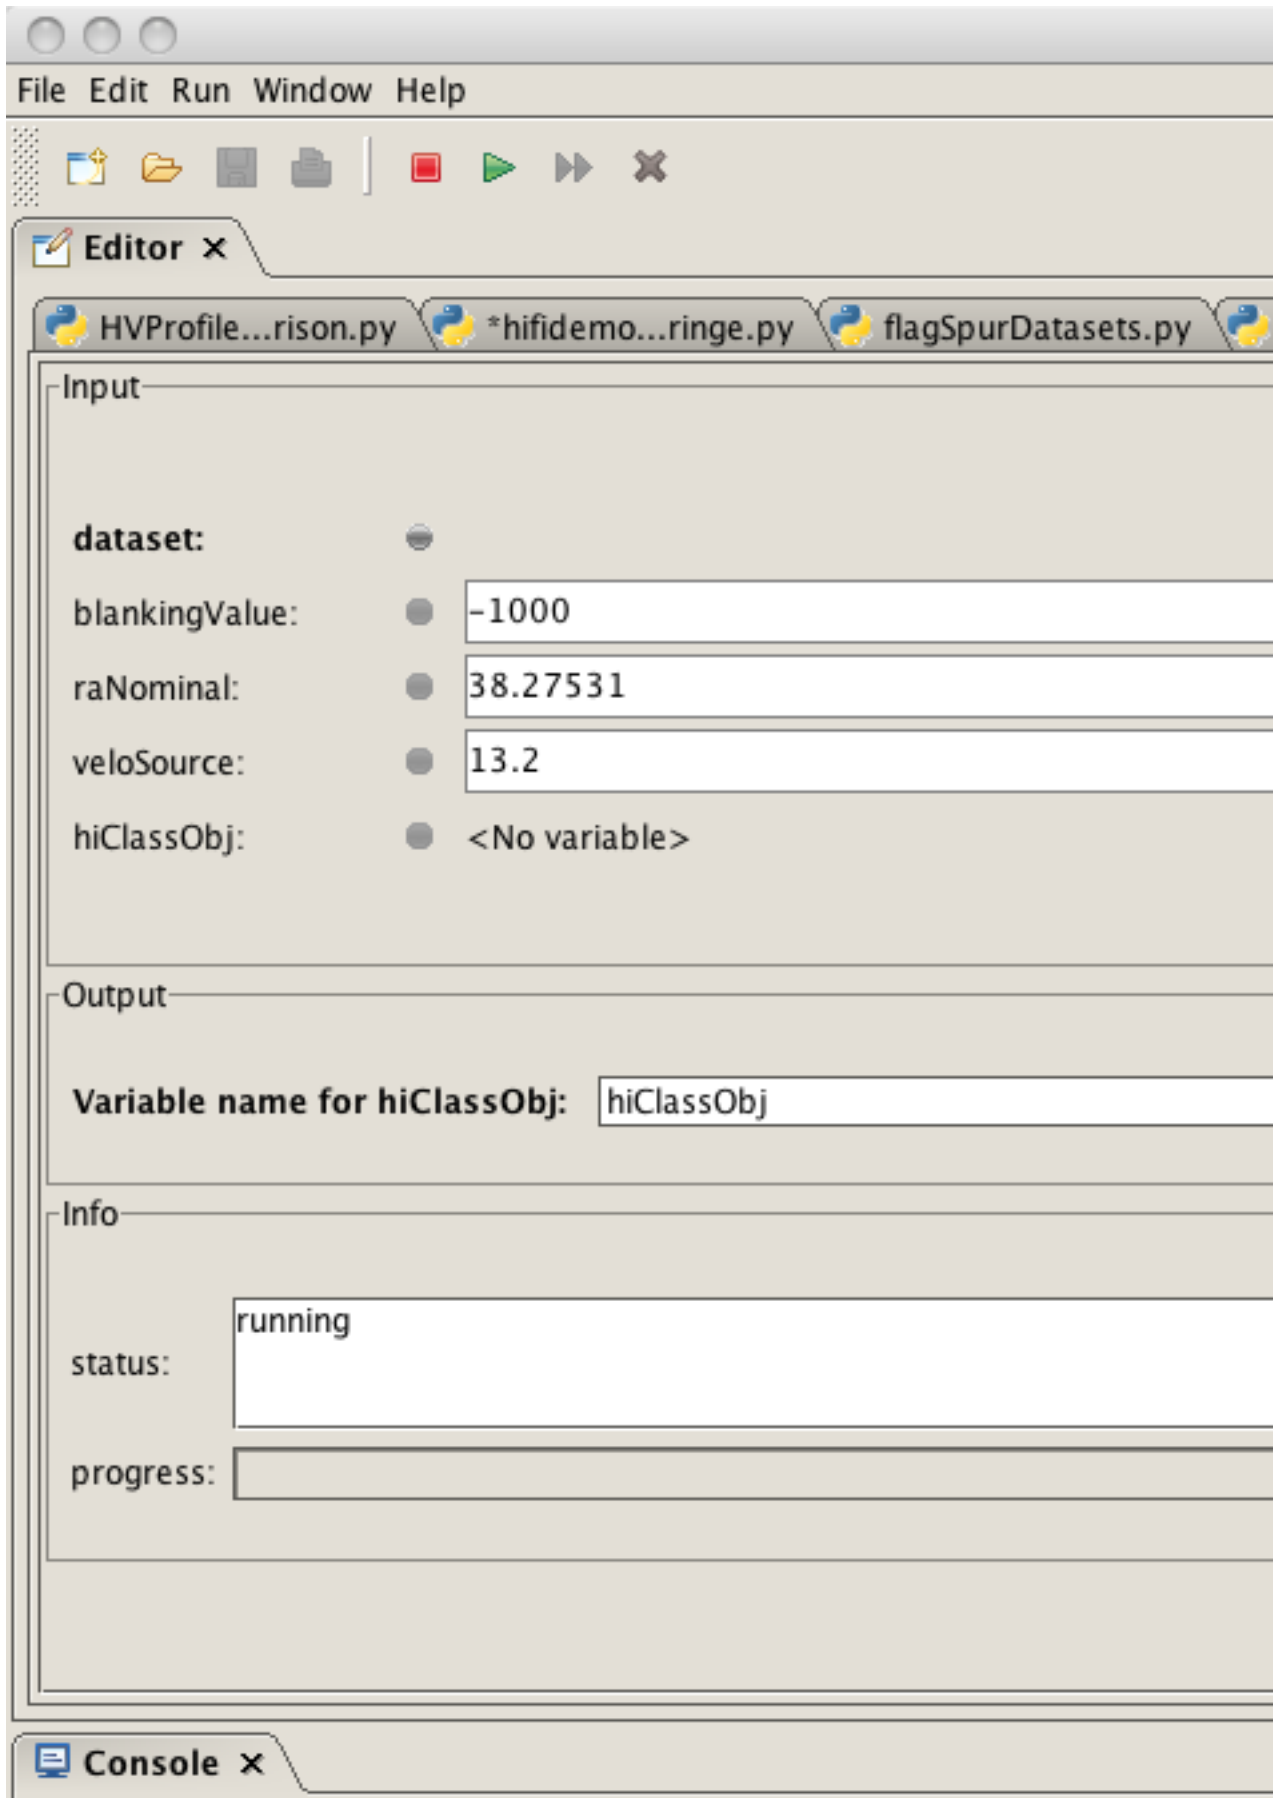 File Edit Run Window Help
Editor
HVProfile...rison.py *hifidemo...ringe.py flagSpurDatasets.py
Input
dataset:
blankingValue: -1000
raNominal: 38.27531
veloSource: 13.2
hiClassObj: <No variable>
Output
Variable name for hiClassObj: hiClassObj
Info
running
status:
progress:
Console